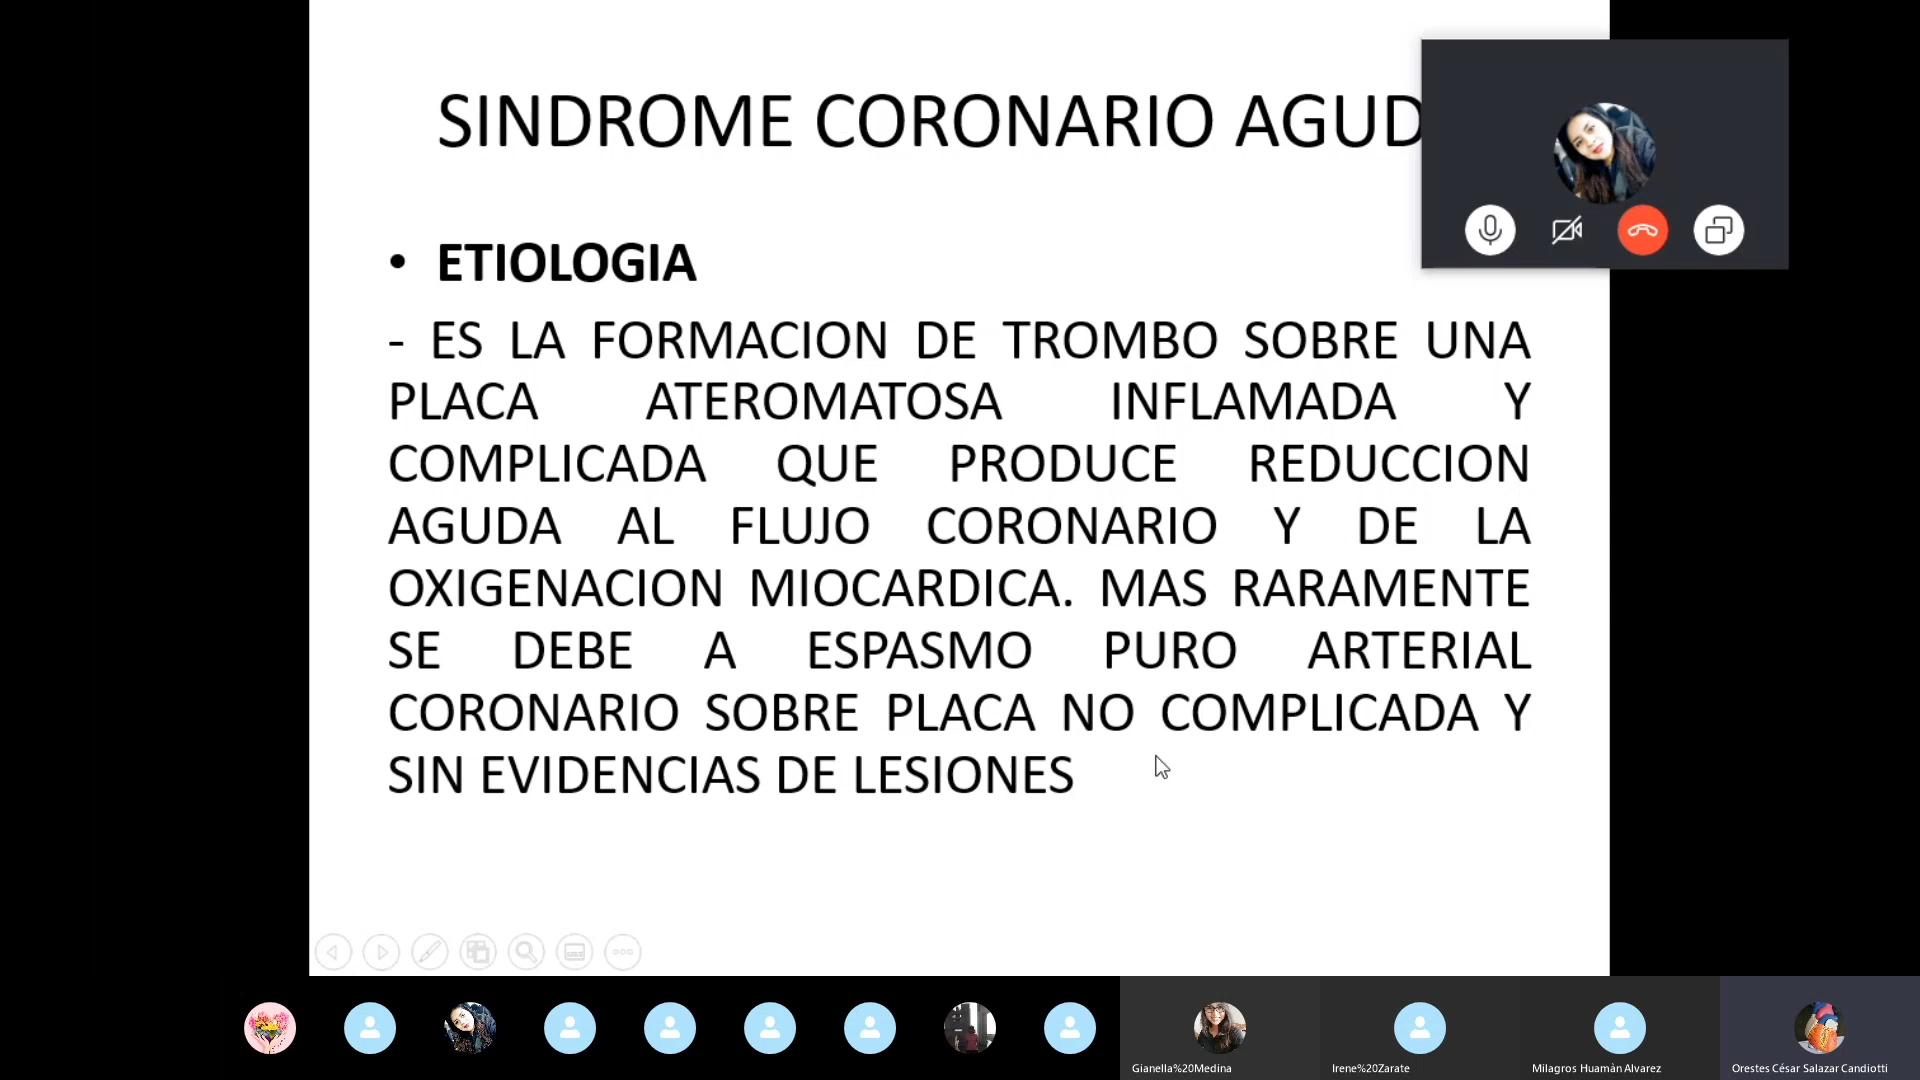 SINDROME CORONARIO AGUD
• ETIOLOGIA
- ES LA FORMACION DE TROMBO SOBRE UNA
PLACA ATEROMATOSA INFLAMADA Y
COMPLICADA QUE PRODUCE REDUCCION
AGUDA AL FLUJO CORONARIO Y DE LA
OXIGENACION MIOCARDICA. MAS RARAMENTE
SE DEBE A ESPASMO PURO ARTERIAL
CORONARIO SOBRE PLACA NO COMPLICADA Y
SIN EVIDENCIAS DE LESIONES
Gianella%20Medina
Irene%20Zarate
Milagros Huamàn Alvarez
Orestes César Salazar Candiotti